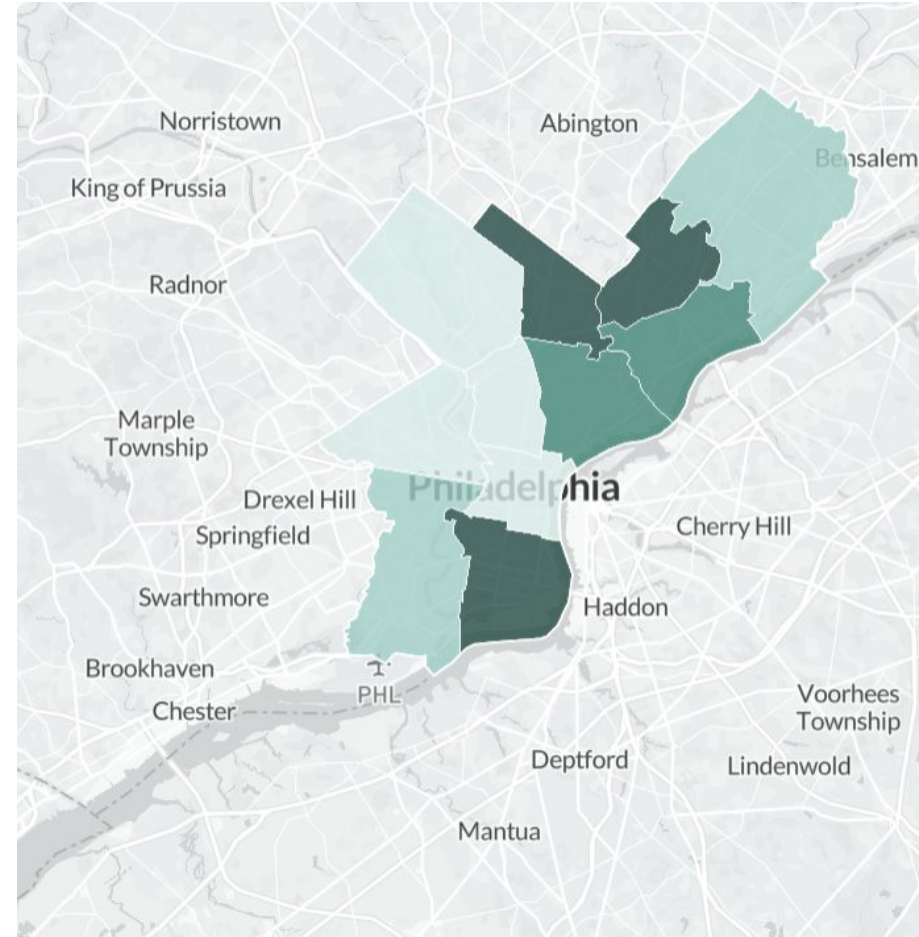 Norristown
Abington
Bensalem
King of Prussia
Radnor
Marple
Township
Drexel Hill
Philadelphia
Springfield
Cherry Hill
Swarthmore
Haddon
Brookhaven
PHL
Chester
Voorhees
Township
Deptford
Lindenwold
Mantua